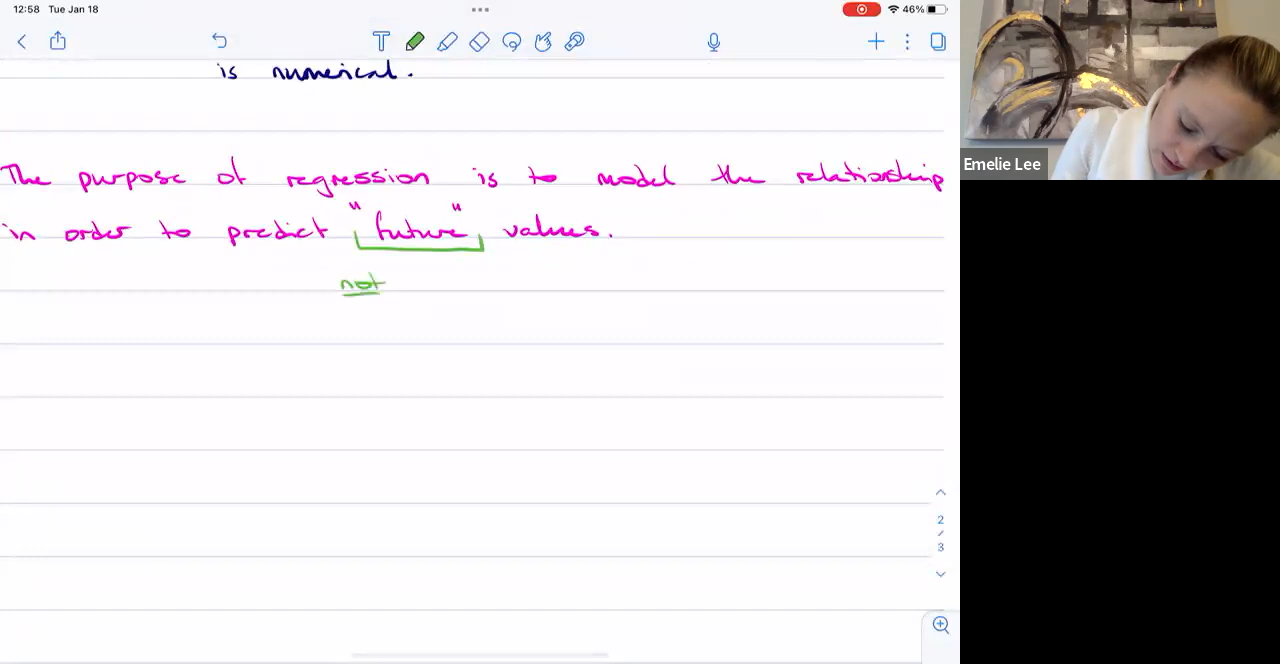 12:58 Tue Jan 18
46%
T
is numerical.
The purpose of regression is to model the relationship
in order to predict "future" values.
not
2
/
3
Emelie Lee